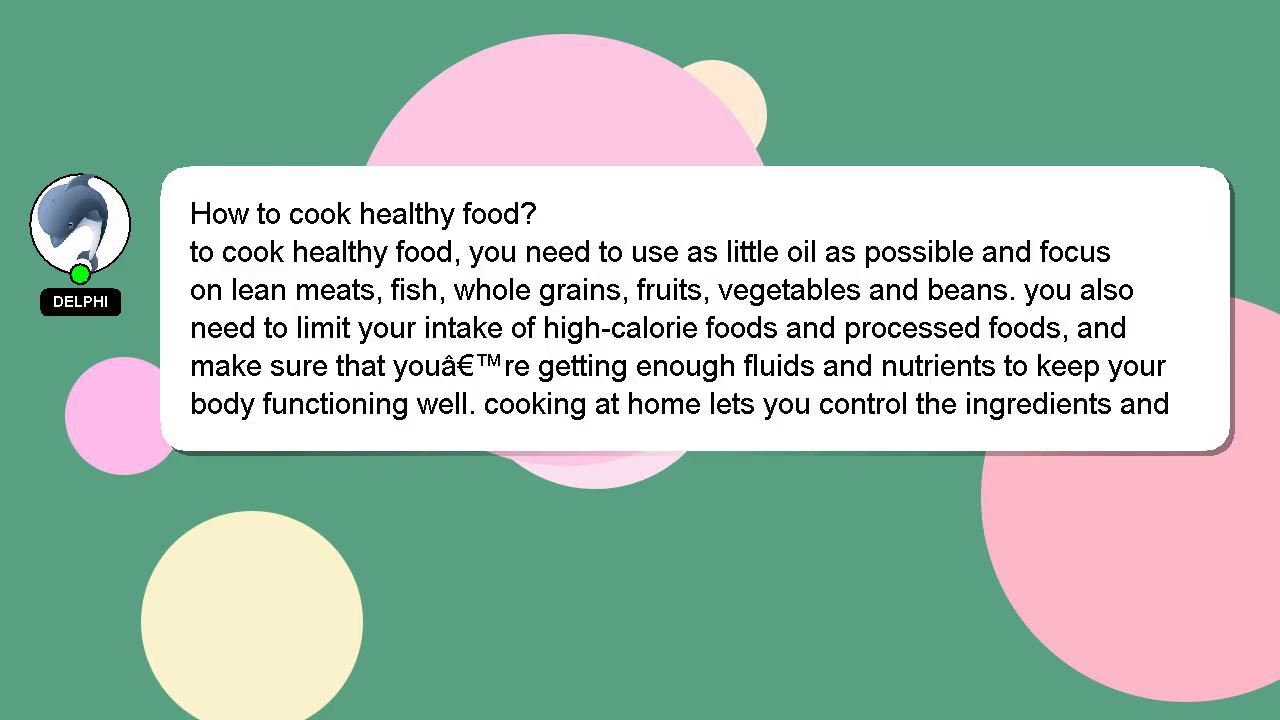 How to cook healthy food?
to cook healthy food, you need to use as little oil as possible and focus
on lean meats, fish, whole grains, fruits, vegetables and beans. you also
need to limit your intake of high-calorie foods and processed foods, and
make sure that youâ€™re getting enough fluids and nutrients to keep your
body functioning well. cooking at home lets you control the ingredients and
DELPHI